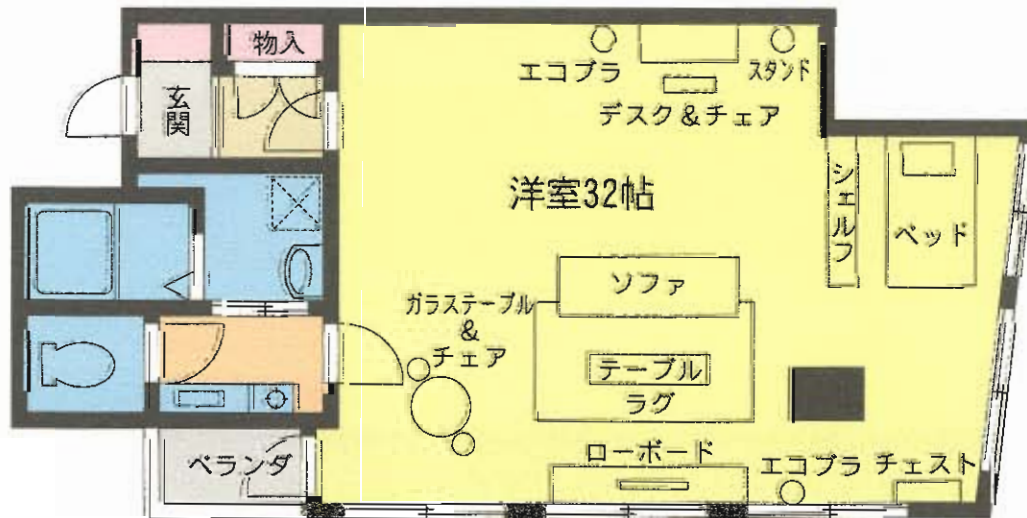 物入
玄関
エコプラ
スタンド
デスク&チェア
洋室32帖
シェルフ
ベッド
ソファ
ガラステーブル
&
チェア
テーブル
ラグ
ベランダ
ローボード
エコプラ
チェスト